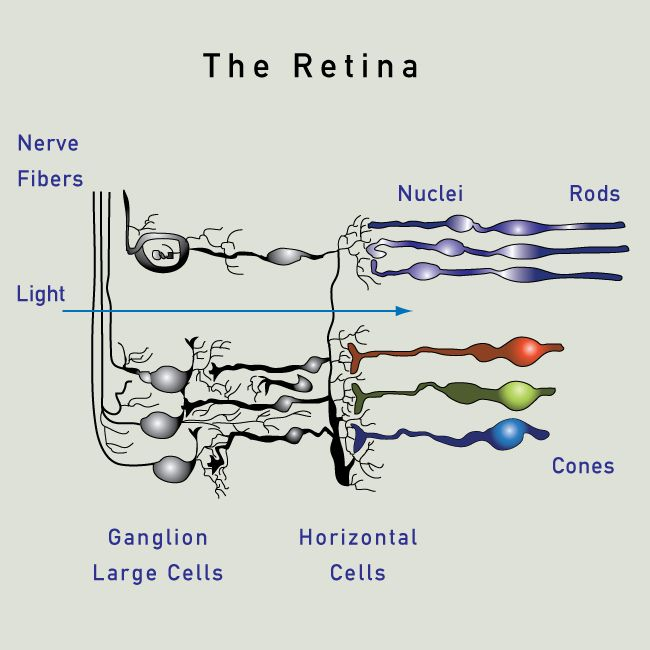 The Retina
Nerve
Fibers
Nuclei
Rods
Light
Cones
Ganglion
Large Cells
Horizontal
Cells